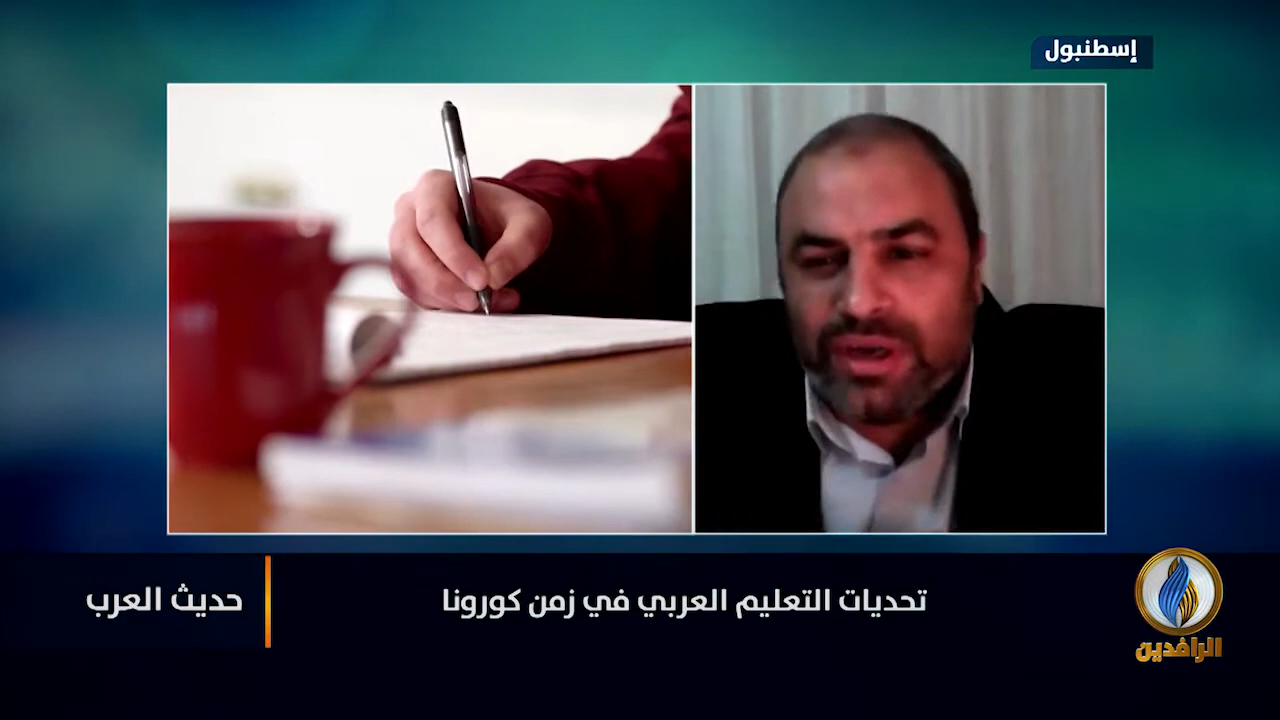 إسطنبول
تحديات التعليم العربي في زمن كورونا
حديث العرب
الرافدين